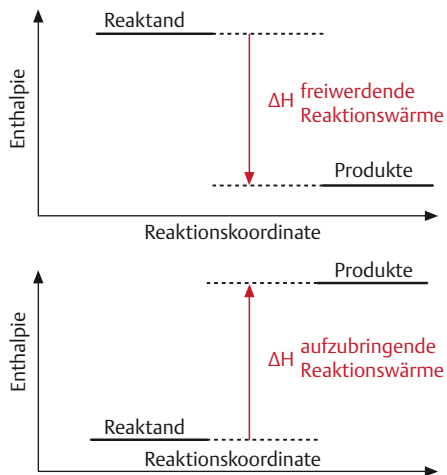 Reaktand
Enthalpie
ΔH freiwerdende
Reaktionswärme
Produkte
Reaktionskoordinate
Produkte
Enthalpie
ΔH aufzubringende
Reaktionswärme
Reaktand
Reaktionskoordinate